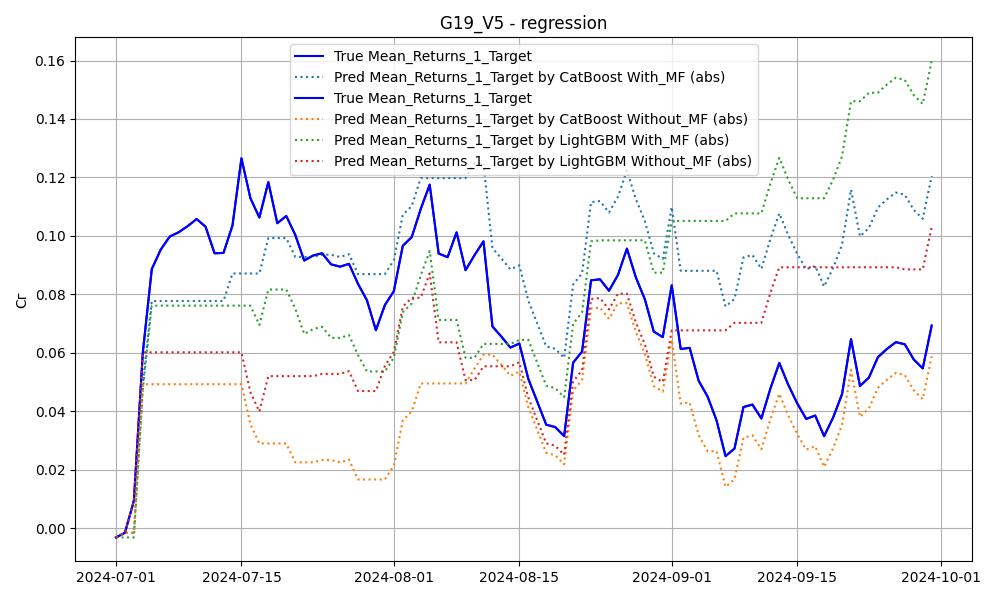 G19_V5 - regression
True Mean_Returns_1_Target
Pred Mean_Returns_1_Target by CatBoost With_MF (abs)
True Mean_Returns_1_Target
Pred Mean_Returns_1_Target by CatBoost Without_MF (abs)
Pred Mean_Returns_1_Target by LightGBM With_MF (abs)
Pred Mean_Returns_1_Target by LightGBM Without_MF (abs)
Cr
0.16
0.14
0.12
0.10
0.08
0.06
0.04
0.02
0.00
2024-07-01 2024-07-15 2024-08-01 2024-08-15 2024-09-01 2024-09-15 2024-10-01